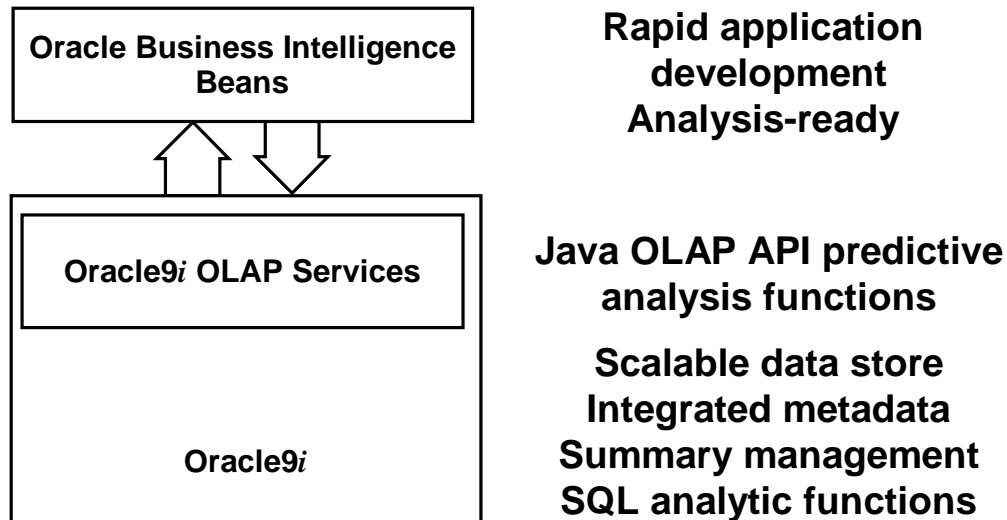 Oracle Business Intelligence
Beans
Rapid application
development
Analysis-ready
Oracle9i OLAP Services
Java OLAP API predictive
analysis functions
Oracle9i
Scalable data store
Integrated metadata
Summary management
SQL analytic functions